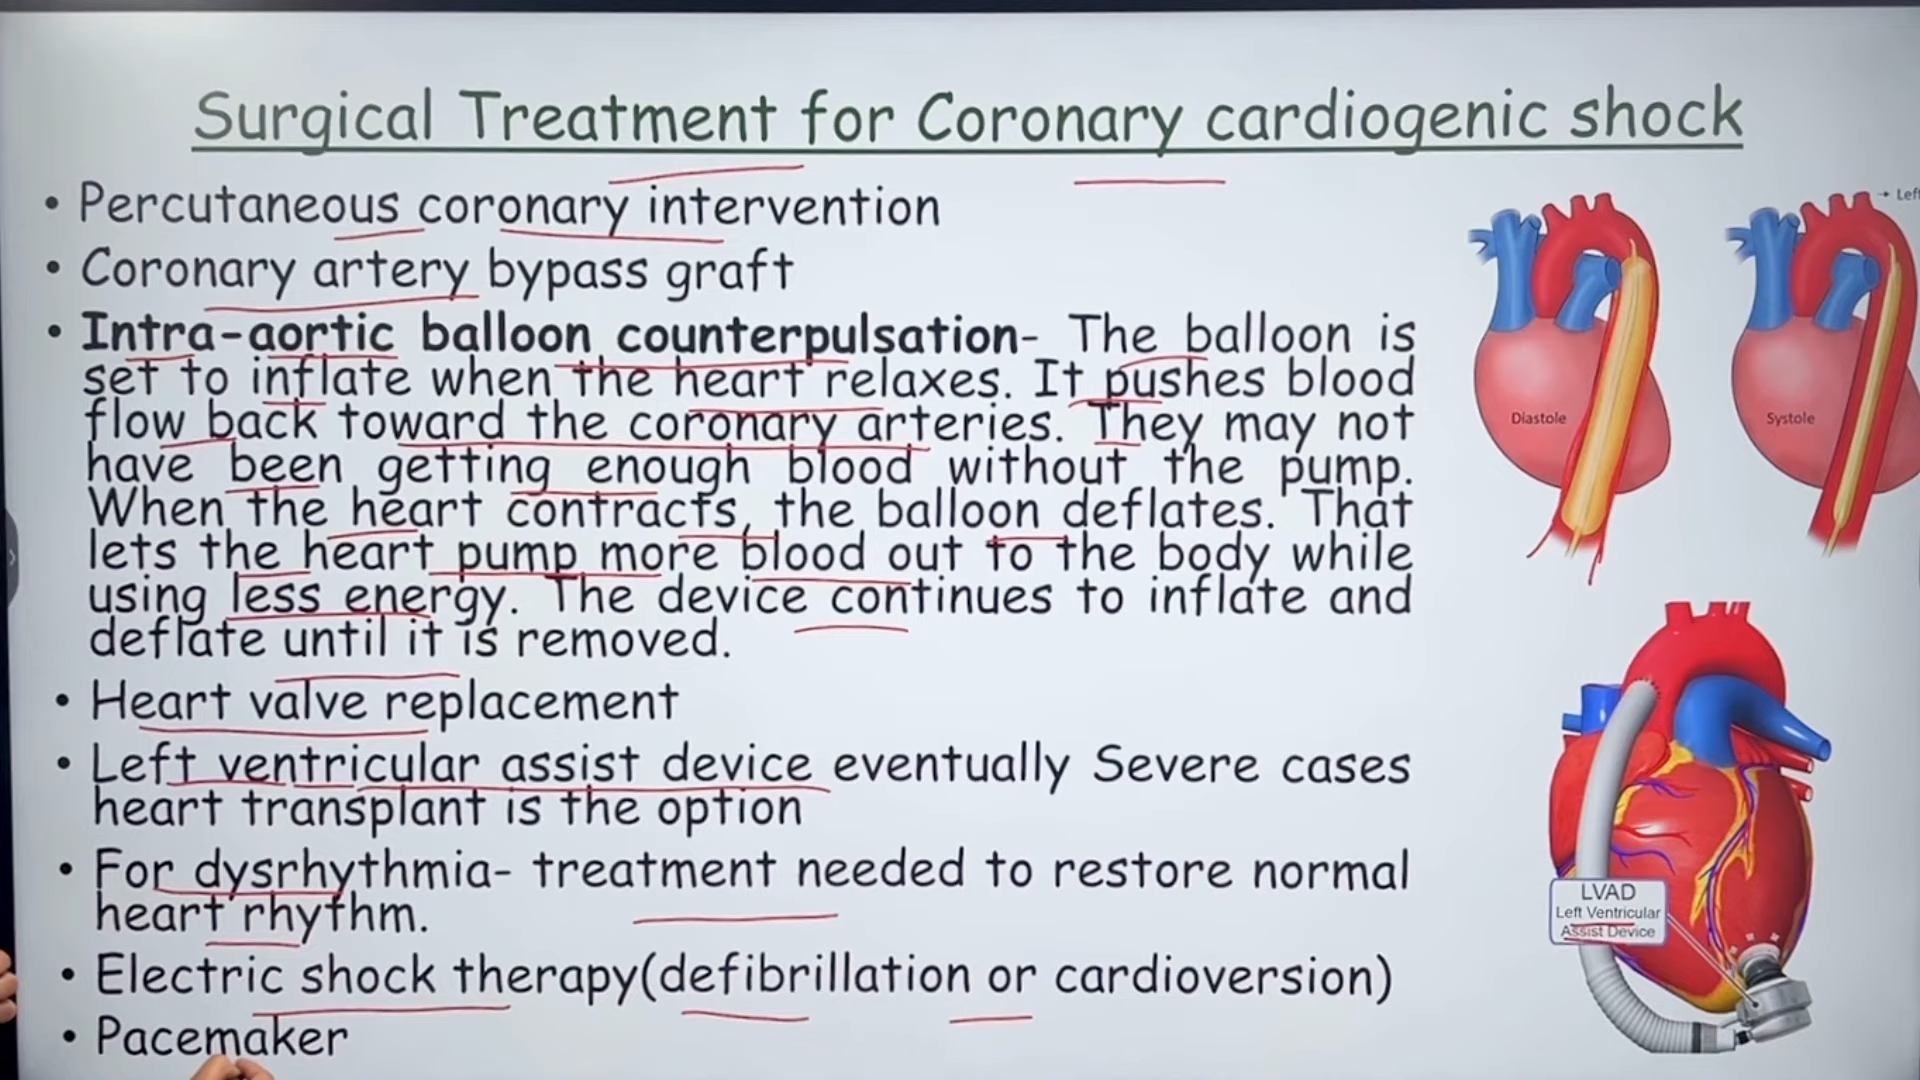 Surgical Treatment for Coronary cardiogenic shock
• Percutaneous coronary intervention
• Coronary artery bypass graft
• Intra-aortic balloon counterpulsation- The balloon is
set to inflate when the heart relaxes. It pushes blood
flow back toward the coronary arteries. They may not
have been getting enough blood without the pump.
When the heart contracts, the balloon deflates. That
lets the heart pump more blood out to the body while
using less energy. The device continues to inflate and
deflate until it is removed.
• Heart valve replacement
• Left ventricular assist device eventually Severe cases
heart transplant is the option
• For dysrhythmia- treatment needed to restore normal
heart rhythm.
• Electric shock therapy(defibrillation or cardioversion)
• Pacemaker
Left
Diastole
Systole
LVAD
Left Ventricular
Assist Device